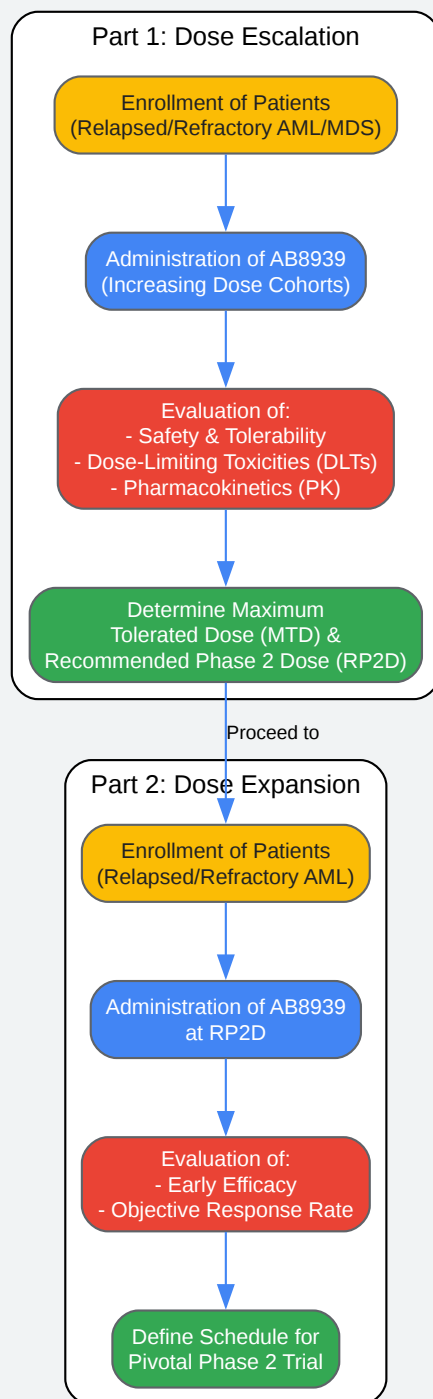 Part 1: Dose Escalation
Enrollment of Patients
(Relapsed/Refractory AML/MDS)
Administration of AB8939
(Increasing Dose Cohorts)
Evaluation of:
- Safety & Tolerability
- Dose-Limiting Toxicities (DLTs)
- Pharmacokinetics (PK)
Determine Maximum
Tolerated Dose (MTD) &
Recommended Phase 2 Dose (RP2D)
Proceed to
Part 2: Dose Expansion
Enrollment of Patients
(Relapsed/Refractory AML)
Administration of AB8939
at RP2D
Evaluation of:
- Early Efficacy
- Objective Response Rate
Define Schedule for
Pivotal Phase 2 Trial